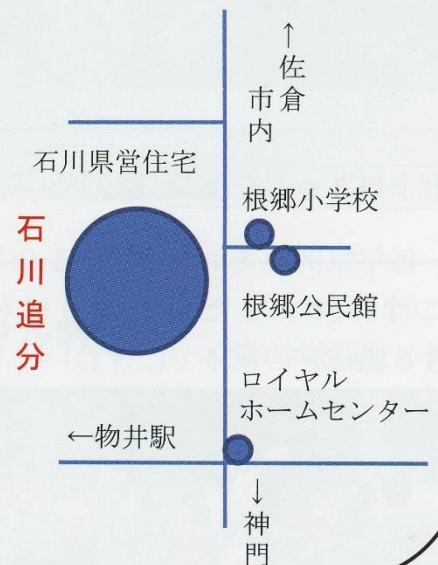 ↑佐倉市内
石川県営住宅
根郷小学校
石川追分
根郷公民館
ロイヤル
ホームセンター
←物井駅
↓神門